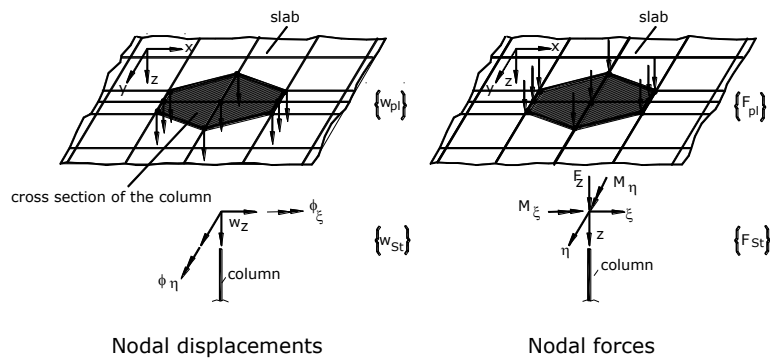 slab
x
y
z
{w_pl}
cross section of the column
w_z
ϕ_ξ
ϕ_η
{w_St}
column
Nodal displacements
slab
x
y
z
{F_pl}
F_z
M_η
M_ξ
ξ
η
z
{F_St}
column
Nodal forces